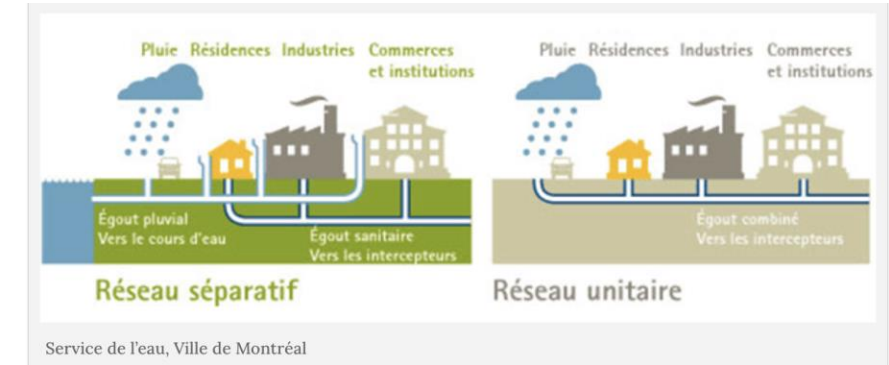 Pluie Résidences Industries Commerces
et institutions
Égout pluvial
Vers le cours d'eau
Égout sanitaire
Vers les intercepteurs
Réseau séparatif
Pluie Résidences Industries Commerces
et institutions
Égout combiné
Vers les intercepteurs
Réseau unitaire
Service de l'eau, Ville de Montréal